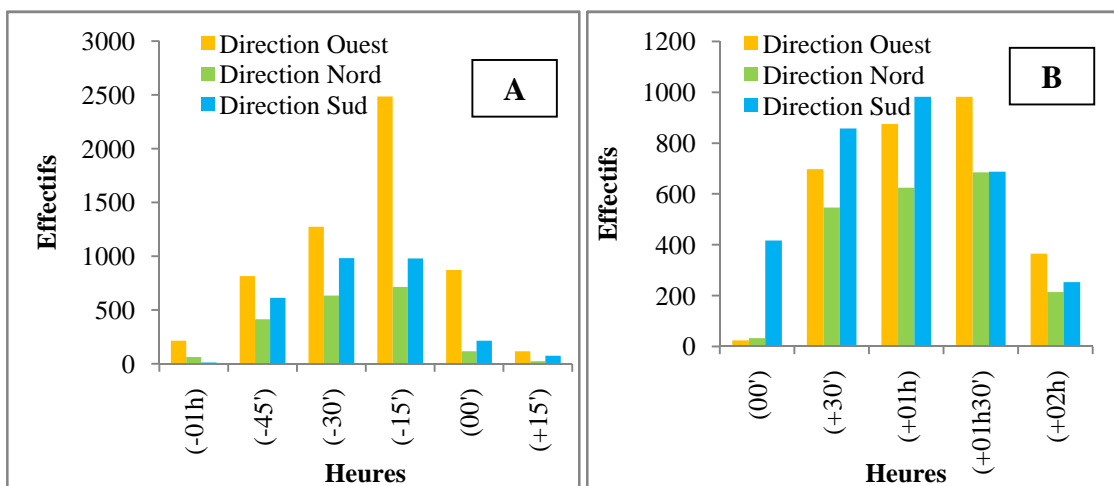 3000
2500
2000
1500
1000
500
0
Effectifs
Direction Ouest
Direction Nord
Direction Sud
A
(-01h)
(-45')
(-30')
(-15')
(00')
(+15')
Heures
1200
1000
800
600
400
200
0
Effectifs
Direction Ouest
Direction Nord
Direction Sud
B
(00')
(+30')
(+01h)
(+01h30')
(+02h)
Heures